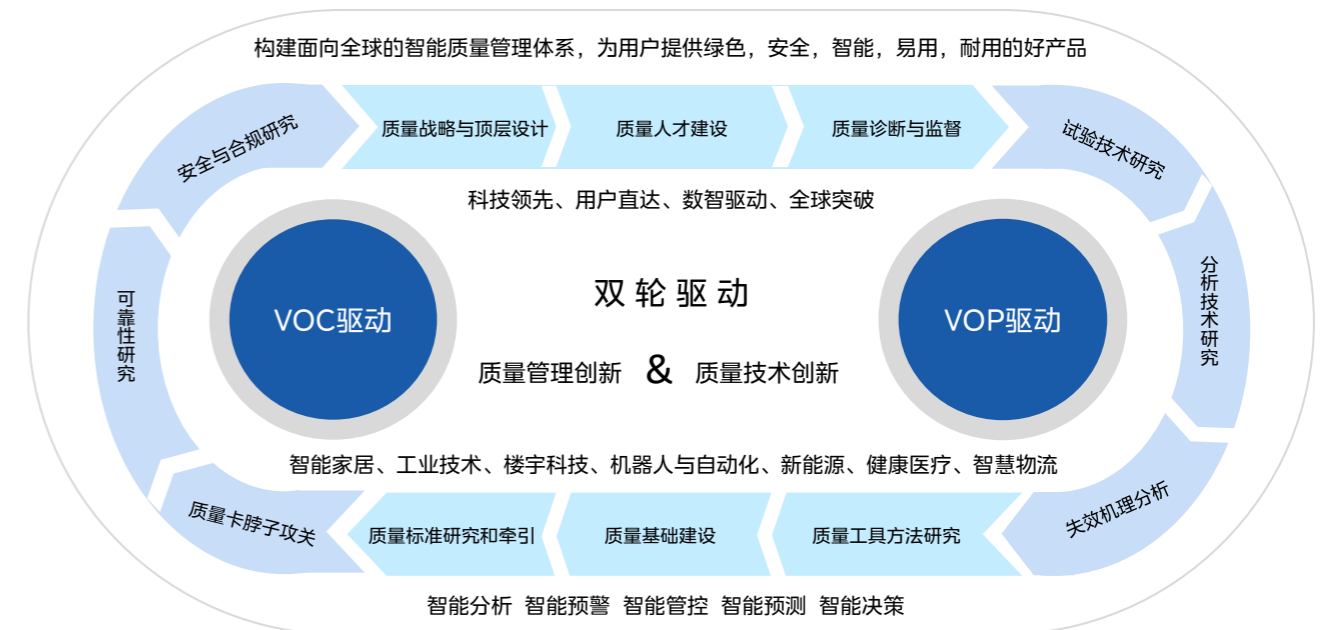 构建面向全球的智能质量管理体系，为用户提供绿色，安全，智能，易用，耐用的好产品
安全与合规研究
质量战略与顶层设计
质量人才建设
质量诊断与监督
试验技术研究
科技领先、用户直达、数智驱动、全球突破
可靠性研究
VOC驱动
双轮驱动
VOP驱动
分析技术研究
质量管理创新 & 质量技术创新
智能家居、工业技术、楼宇科技、机器人与自动化、新能源、健康医疗、智慧物流
质量卡脖子攻关
质量标准研究和牵引
质量基础建设
质量工具方法研究
失效机理分析
智能分析 智能预警 智能管控 智能预测 智能决策